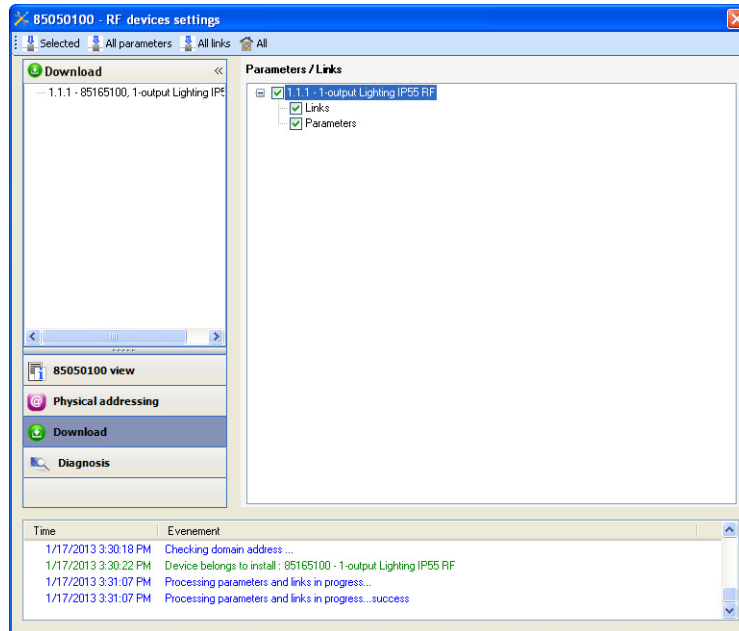 85050100 - RF devices settings
Selected All parameters All links All
Download «
1.1.1 - 85165100, 1-output Lighting IP5
85050100 view
Physical addressing
Download
Diagnosis
Parameters / Links
1.1.1 - 1-output Lighting IP55 RF
Links
Parameters
Time Evenement
1/17/2013 3:30:18 PM Checking domain address ...
1/17/2013 3:30:22 PM Device belongs to install : 85165100 - 1-output Lighting IP55 RF
1/17/2013 3:31:07 PM Processing parameters and links in progress...
1/17/2013 3:31:07 PM Processing parameters and links in progress...success